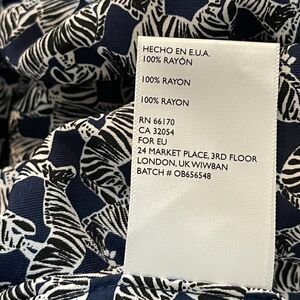 HECHO EN E.U.A.
100% RAYÓN
100% RAYON
100% RAYON
RN 66170
CA 32054
FOR EU
24 MARKET PLACE, 3RD FLOOR
LONDON, UK WIWBAN
BATCH # OB656548